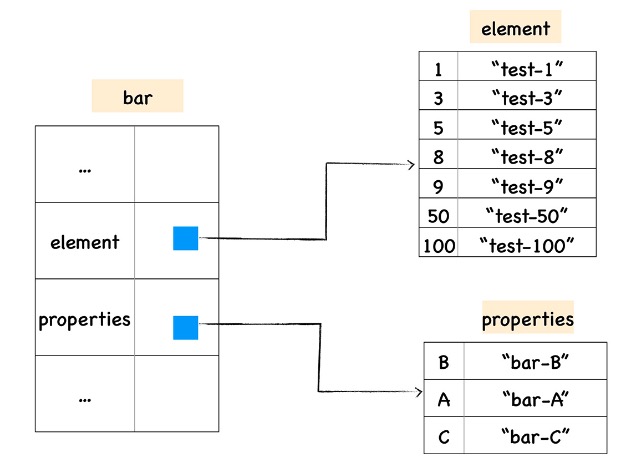 bar
...
element
properties
...
element
1 “test-1”
3 “test-3”
5 “test-5”
8 “test-8”
9 “test-9”
50 “test-50”
100 “test-100”
properties
B “bar-B”
A “bar-A”
C “bar-C”